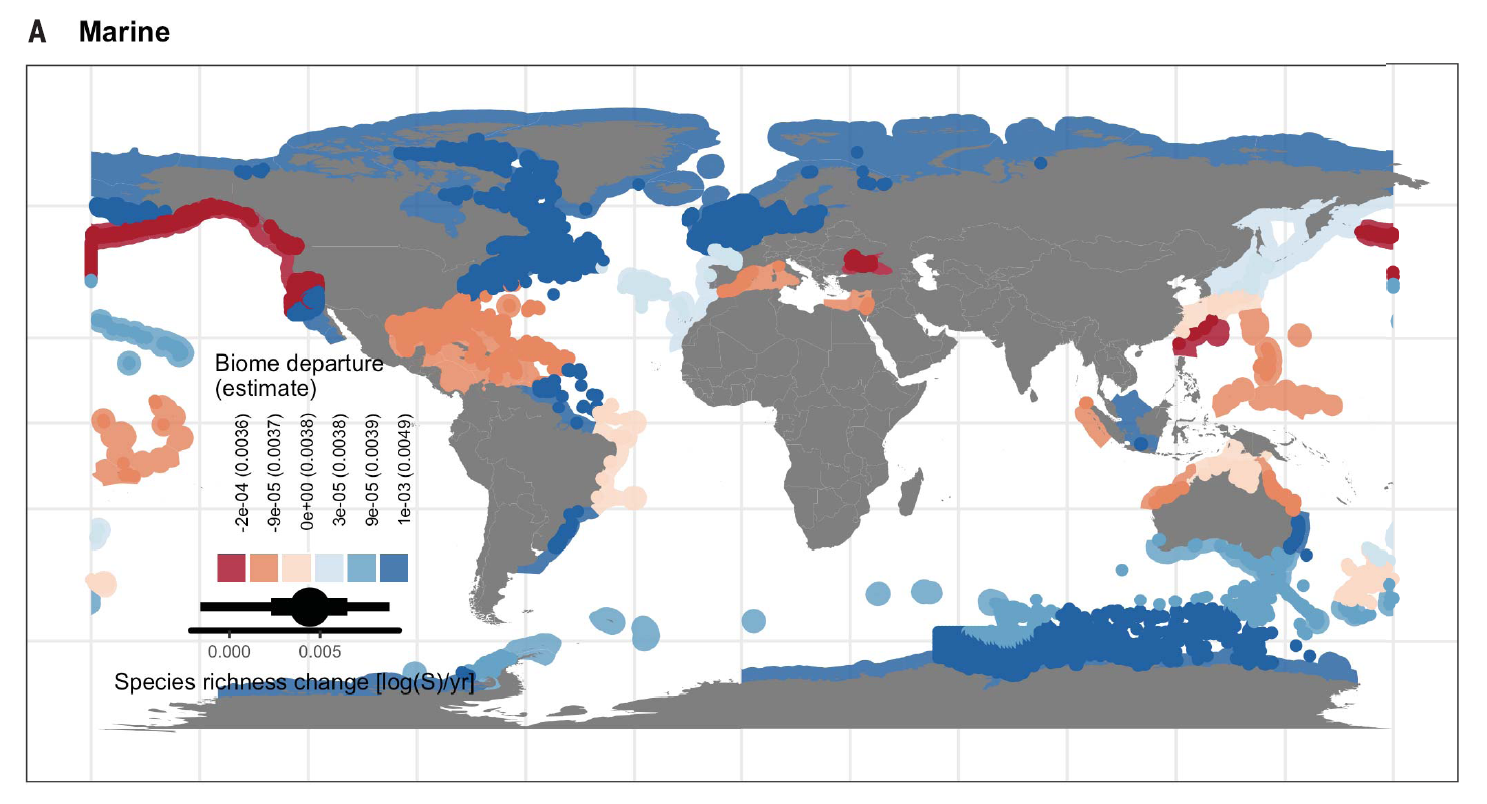 A Marine
Biome departure
(estimate)
-2e-04 (0.0036)
-9e-05 (0.0037)
0e+00 (0.0038)
3e-05 (0.0038)
9e-05 (0.0039)
1e-03 (0.0049)
0.000 0.005
Species richness change [log(S)/yr]